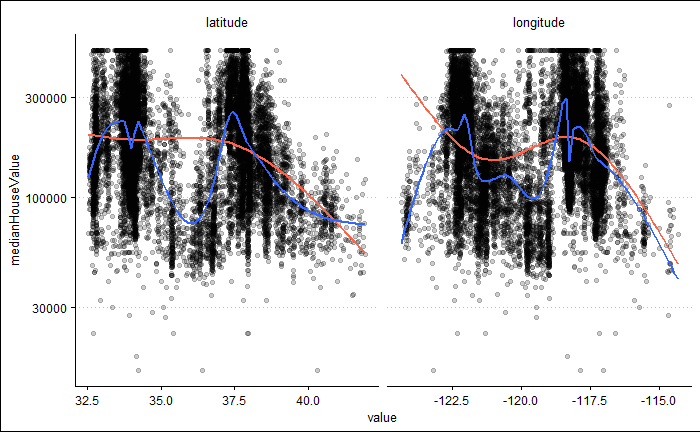 latitude
longitude
medianHouseValue
300000
100000
30000
32.5 35.0 37.5 40.0
-122.5 -120.0 -117.5 -115.0
value